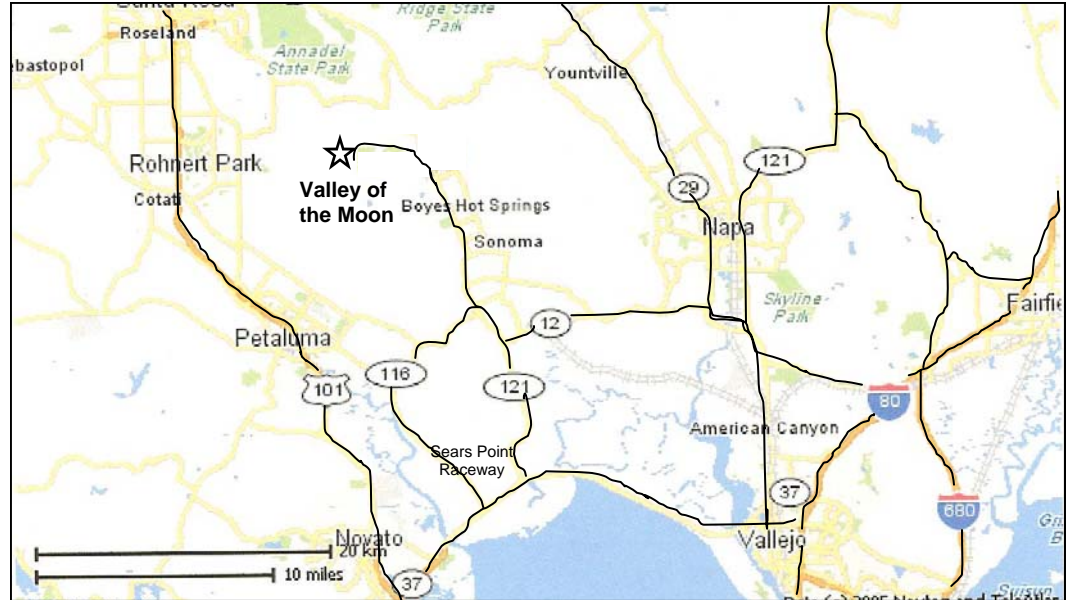 Ridge State
Park
Roseland
Annadel
State Park
ebastopol
Yountville
Rohnert Park
Cotati
121
29
Valley of
the Moon
Boyes Hot Springs
Napa
Sonoma
Skyline
Park
Fairfie
12
Petaluma
116
101
121
80
American Canyon
Sears Point
Raceway
37
680
Novato
Vallejo
20 km
10 miles
37
Suisun